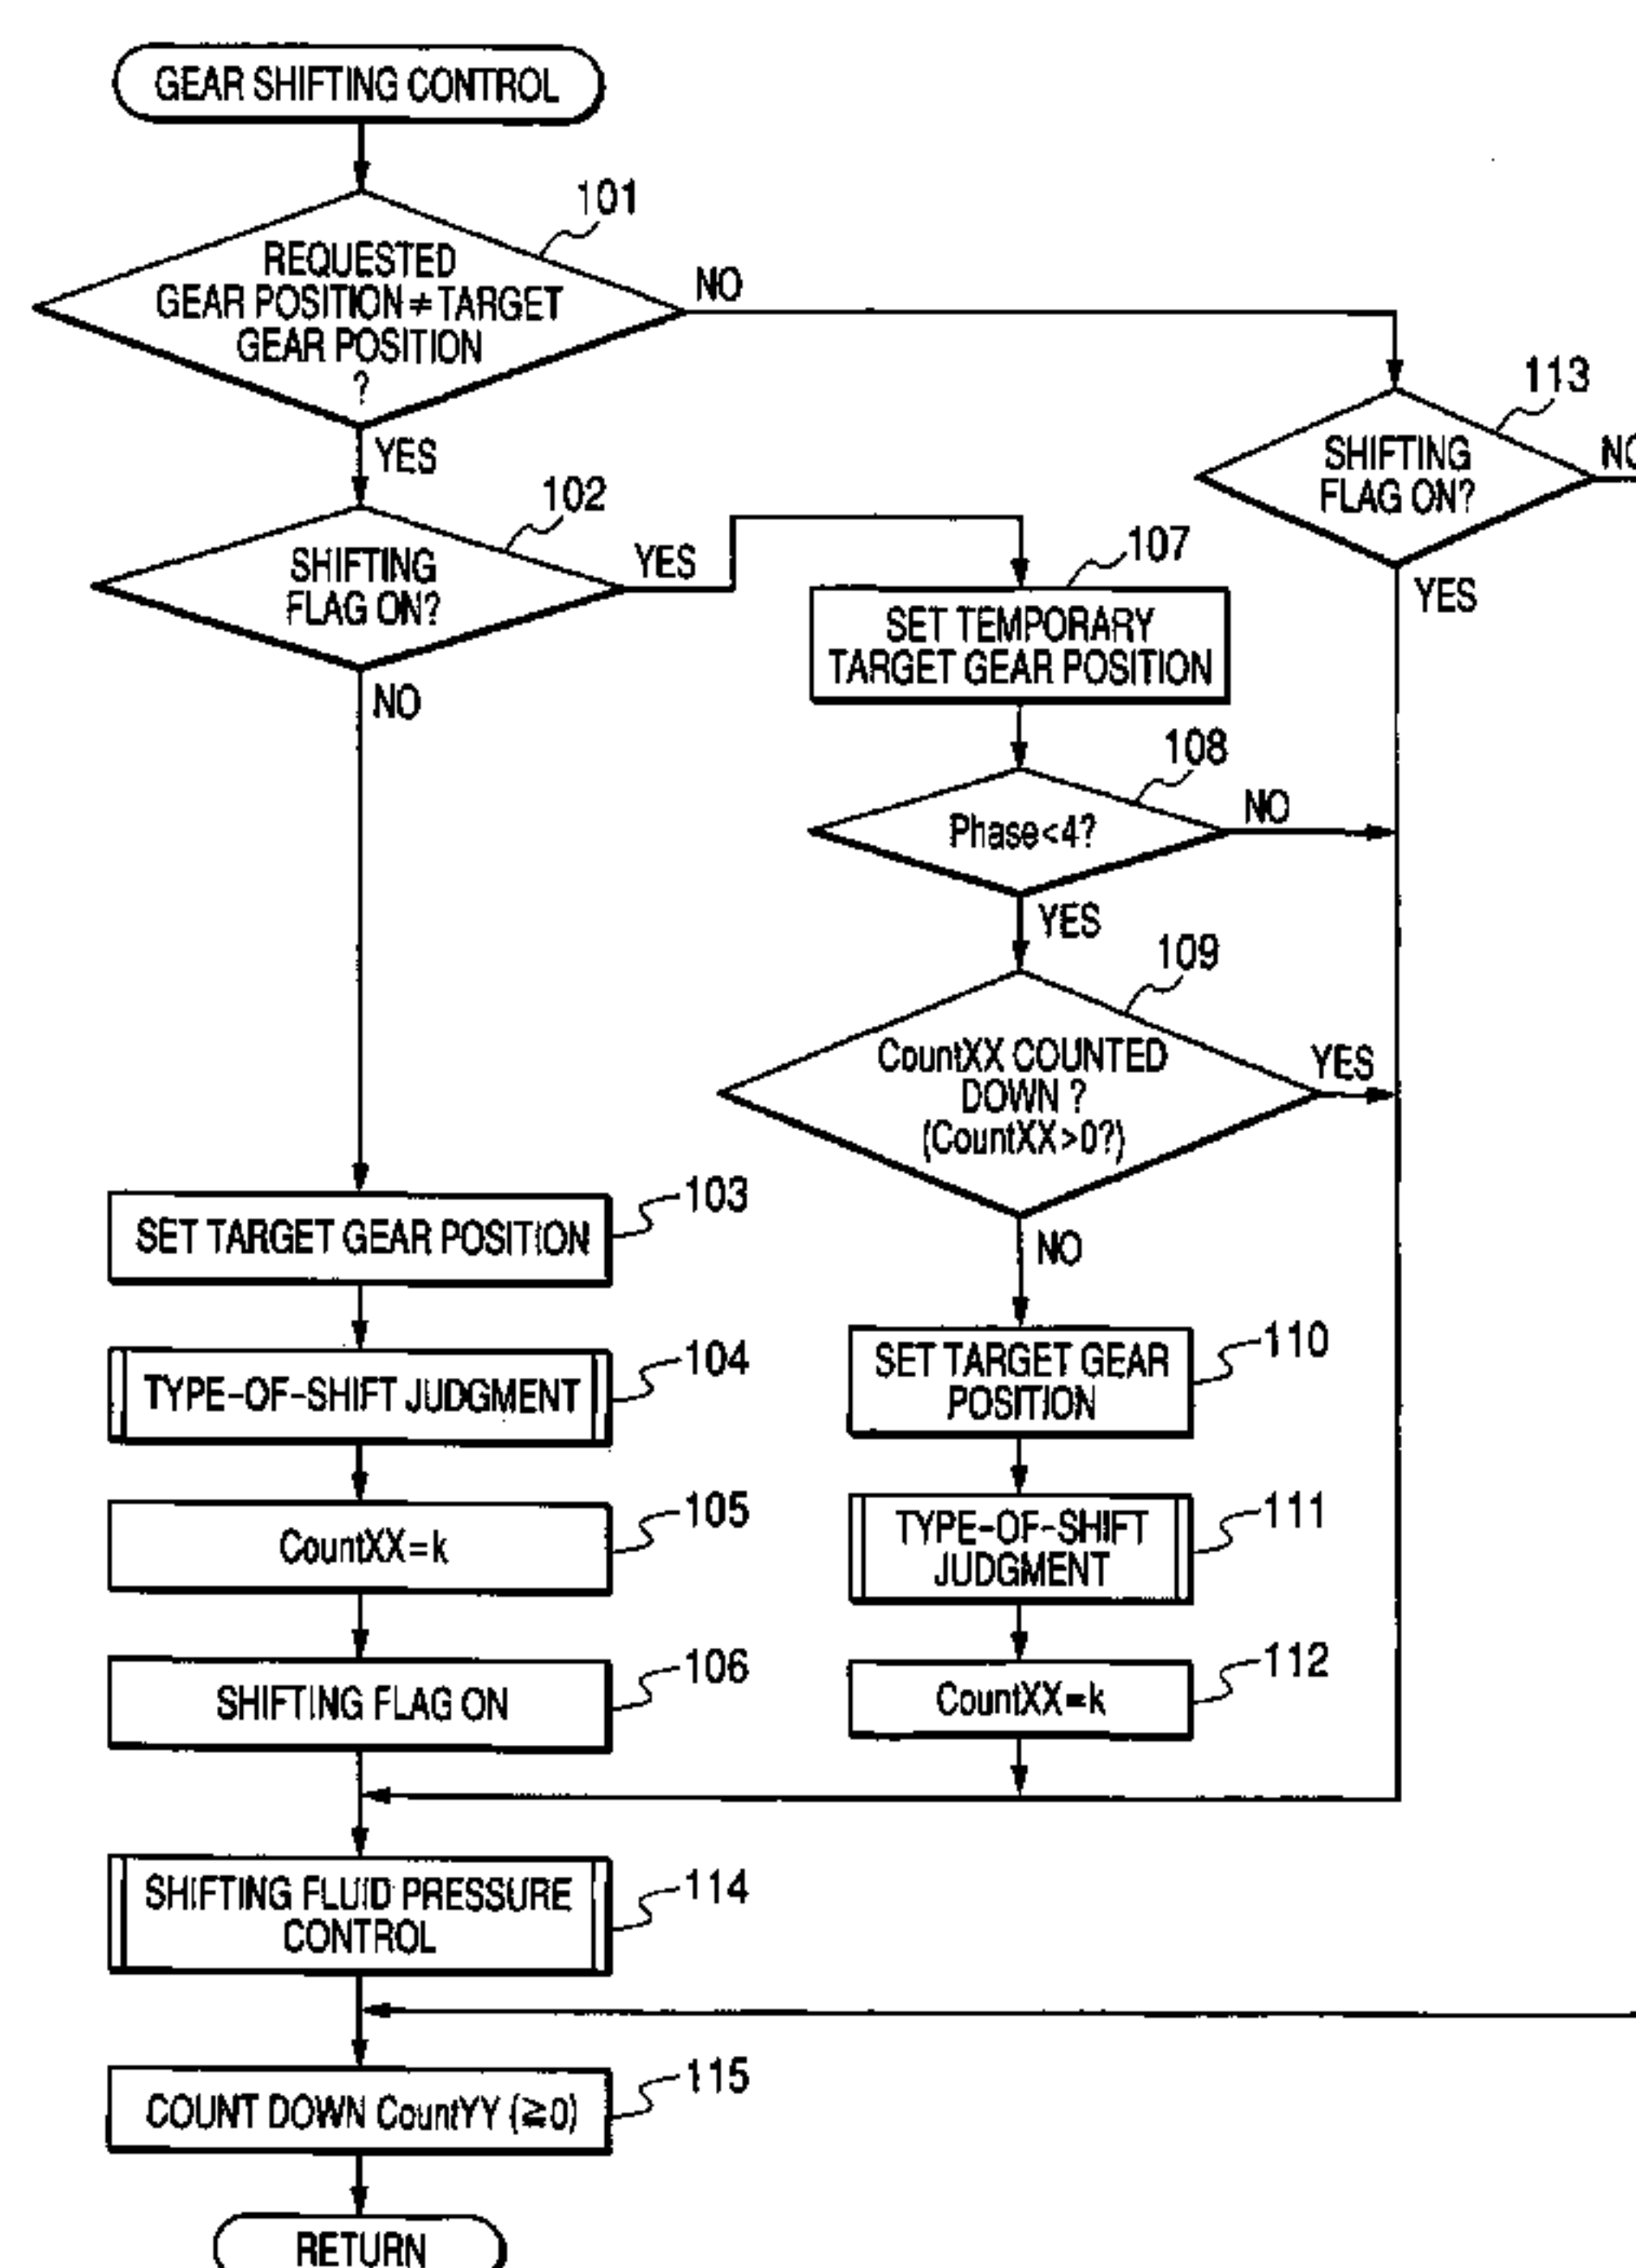 GEAR SHIFTING CONTROL
101
REQUESTED
GEAR POSITION ≠ TARGET
GEAR POSITION
?
NO
YES
113
SHIFTING
FLAG ON?
NO
YES
102
SHIFTING
FLAG ON?
YES
NO
107
SET TEMPORARY
TARGET GEAR POSITION
108
Phase<4?
NO
YES
109
CountXX COUNTED
DOWN ?
(CountXX>0?)
YES
NO
103
SET TARGET GEAR POSITION
104
TYPE-OF-SHIFT JUDGMENT
105
CountXX=k
106
SHIFTING FLAG ON
110
SET TARGET GEAR
POSITION
111
TYPE-OF-SHIFT
JUDGMENT
112
CountXX=k
114
SHIFTING FLUID PRESSURE
CONTROL
115
COUNT DOWN CountYY (≧0)
RETURN